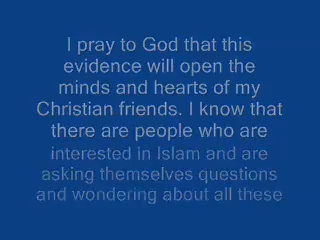 I pray to God that this
evidence will open the
minds and hearts of my
Christian friends. I know that
there are people who are
interested in Islam and are
asking themselves questions
and wondering about all these